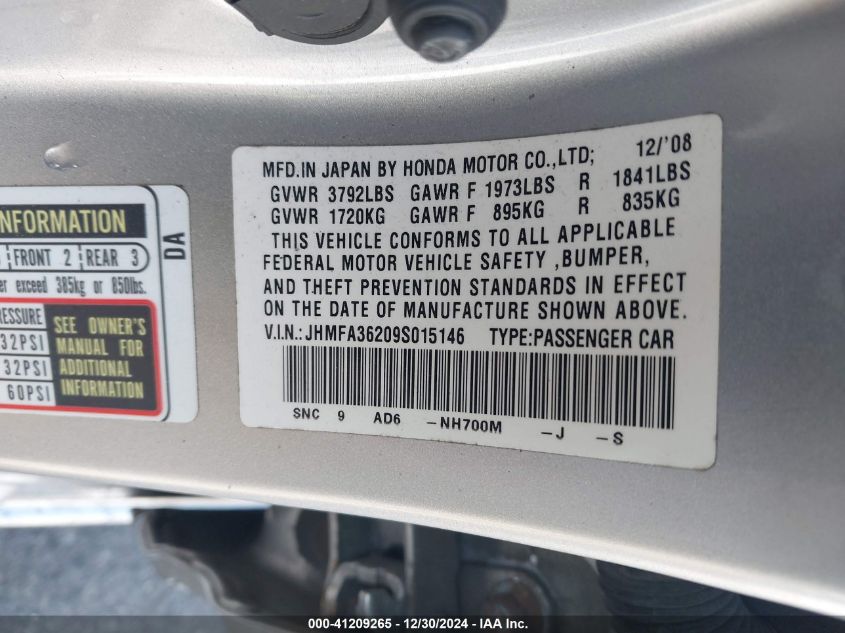 MFD.IN JAPAN BY HONDA MOTOR CO.,LTD; 12/'08
GVWR 3792LBS GAWR F 1973LBS R 1841LBS
GVWR 1720KG GAWR F 895KG R 835KG
THIS VEHICLE CONFORMS TO ALL APPLICABLE
FEDERAL MOTOR VEHICLE SAFETY ,BUMPER,
AND THEFT PREVENTION STANDARDS IN EFFECT
ON THE DATE OF MANUFACTURE SHOWN ABOVE.
V.I.N.:JHMFA36209S015146 TYPE:PASSENGER CAR
SNC 9 AD6 -NH700M -J -S
INFORMATION
FRONT 2 REAR 3
exceed 385kg or 850lbs.
32PSI
32PSI
60PSI
SEE OWNER'S
MANUAL FOR
ADDITIONAL
INFORMATION
DA
000-41209265 - 12/30/2024 - IAA Inc.